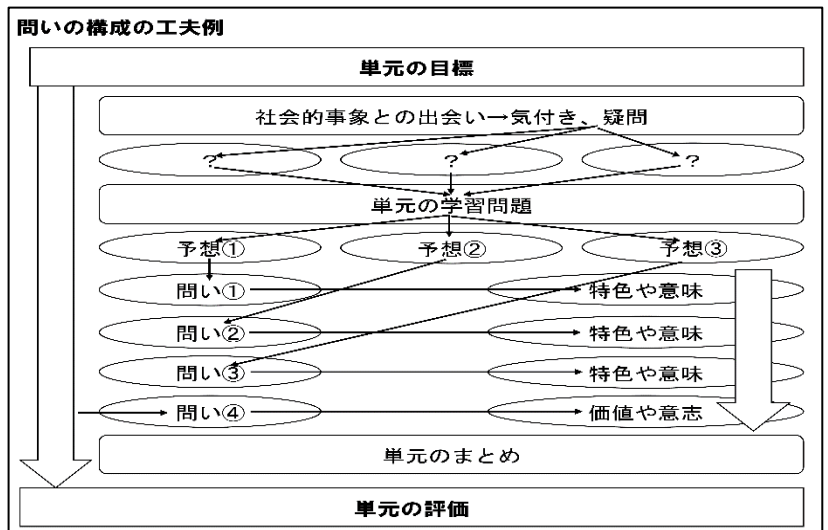 問いの構成の工夫例
単元の目標
社会的事象との出会い→気付き、疑問
? ? ?
単元の学習問題
予想① 予想② 予想③
問い① 特色や意味
問い② 特色や意味
問い③ 特色や意味
問い④ 価値や意志
単元のまとめ
単元の評価